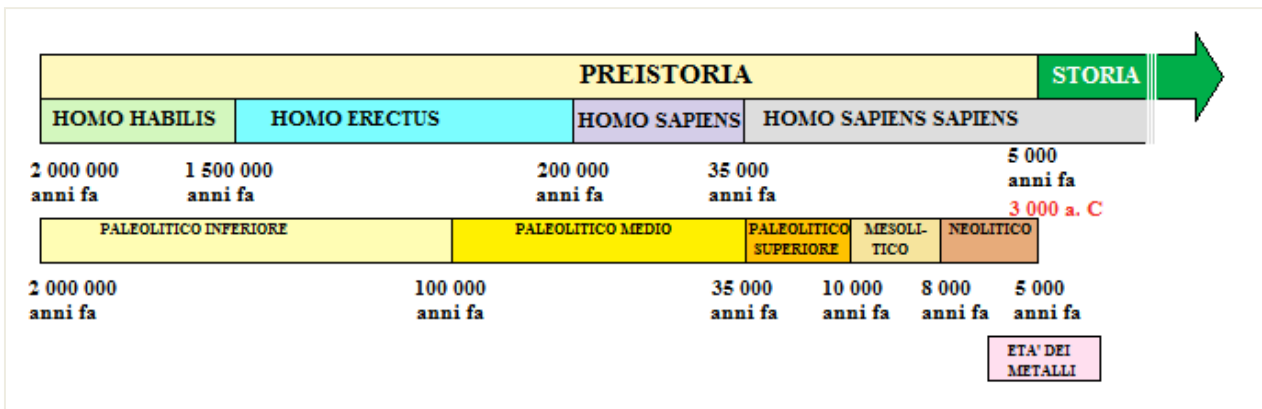 PREISTORIA
STORIA
HOMO HABILIS
HOMO ERECTUS
HOMO SAPIENS
HOMO SAPIENS SAPIENS
2 000 000
anni fa
1 500 000
anni fa
200 000
anni fa
35 000
anni fa
5 000
anni fa
3 000 a. C
PALEOLITICO INFERIORE
PALEOLITICO MEDIO
PALEOLITICO
SUPERIORE
MESOLI-
TICO
NEOLITICO
2 000 000
anni fa
100 000
anni fa
35 000
anni fa
10 000
anni fa
8 000
anni fa
5 000
anni fa
ETA' DEI
METALLI